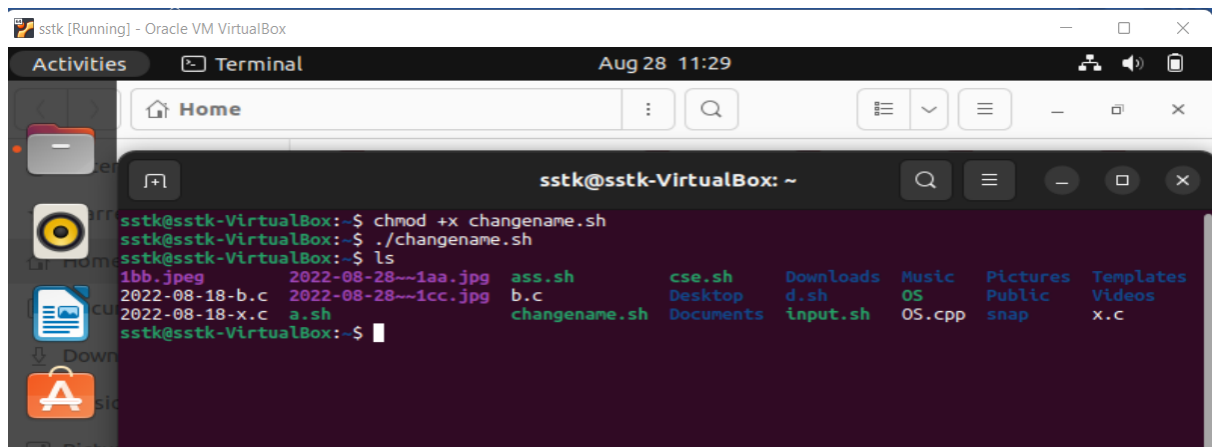 sstk [Running] - Oracle VM VirtualBox
Activities Terminal Aug 28 11:29
Home
sstk@sstk-VirtualBox: ~
sstk@sstk-VirtualBox:~$ chmod +x changename.sh
sstk@sstk-VirtualBox:~$ ./changename.sh
sstk@sstk-VirtualBox:~$ ls
1bb.jpeg 2022-08-28~~1aa.jpg ass.sh cse.sh Downloads Music Pictures Templates
2022-08-18-b.c 2022-08-28~~1cc.jpg b.c Desktop d.sh OS Public Videos
2022-08-18-x.c a.sh changename.sh Documents input.sh OS.cpp snap x.c
sstk@sstk-VirtualBox:~$
Home
Down